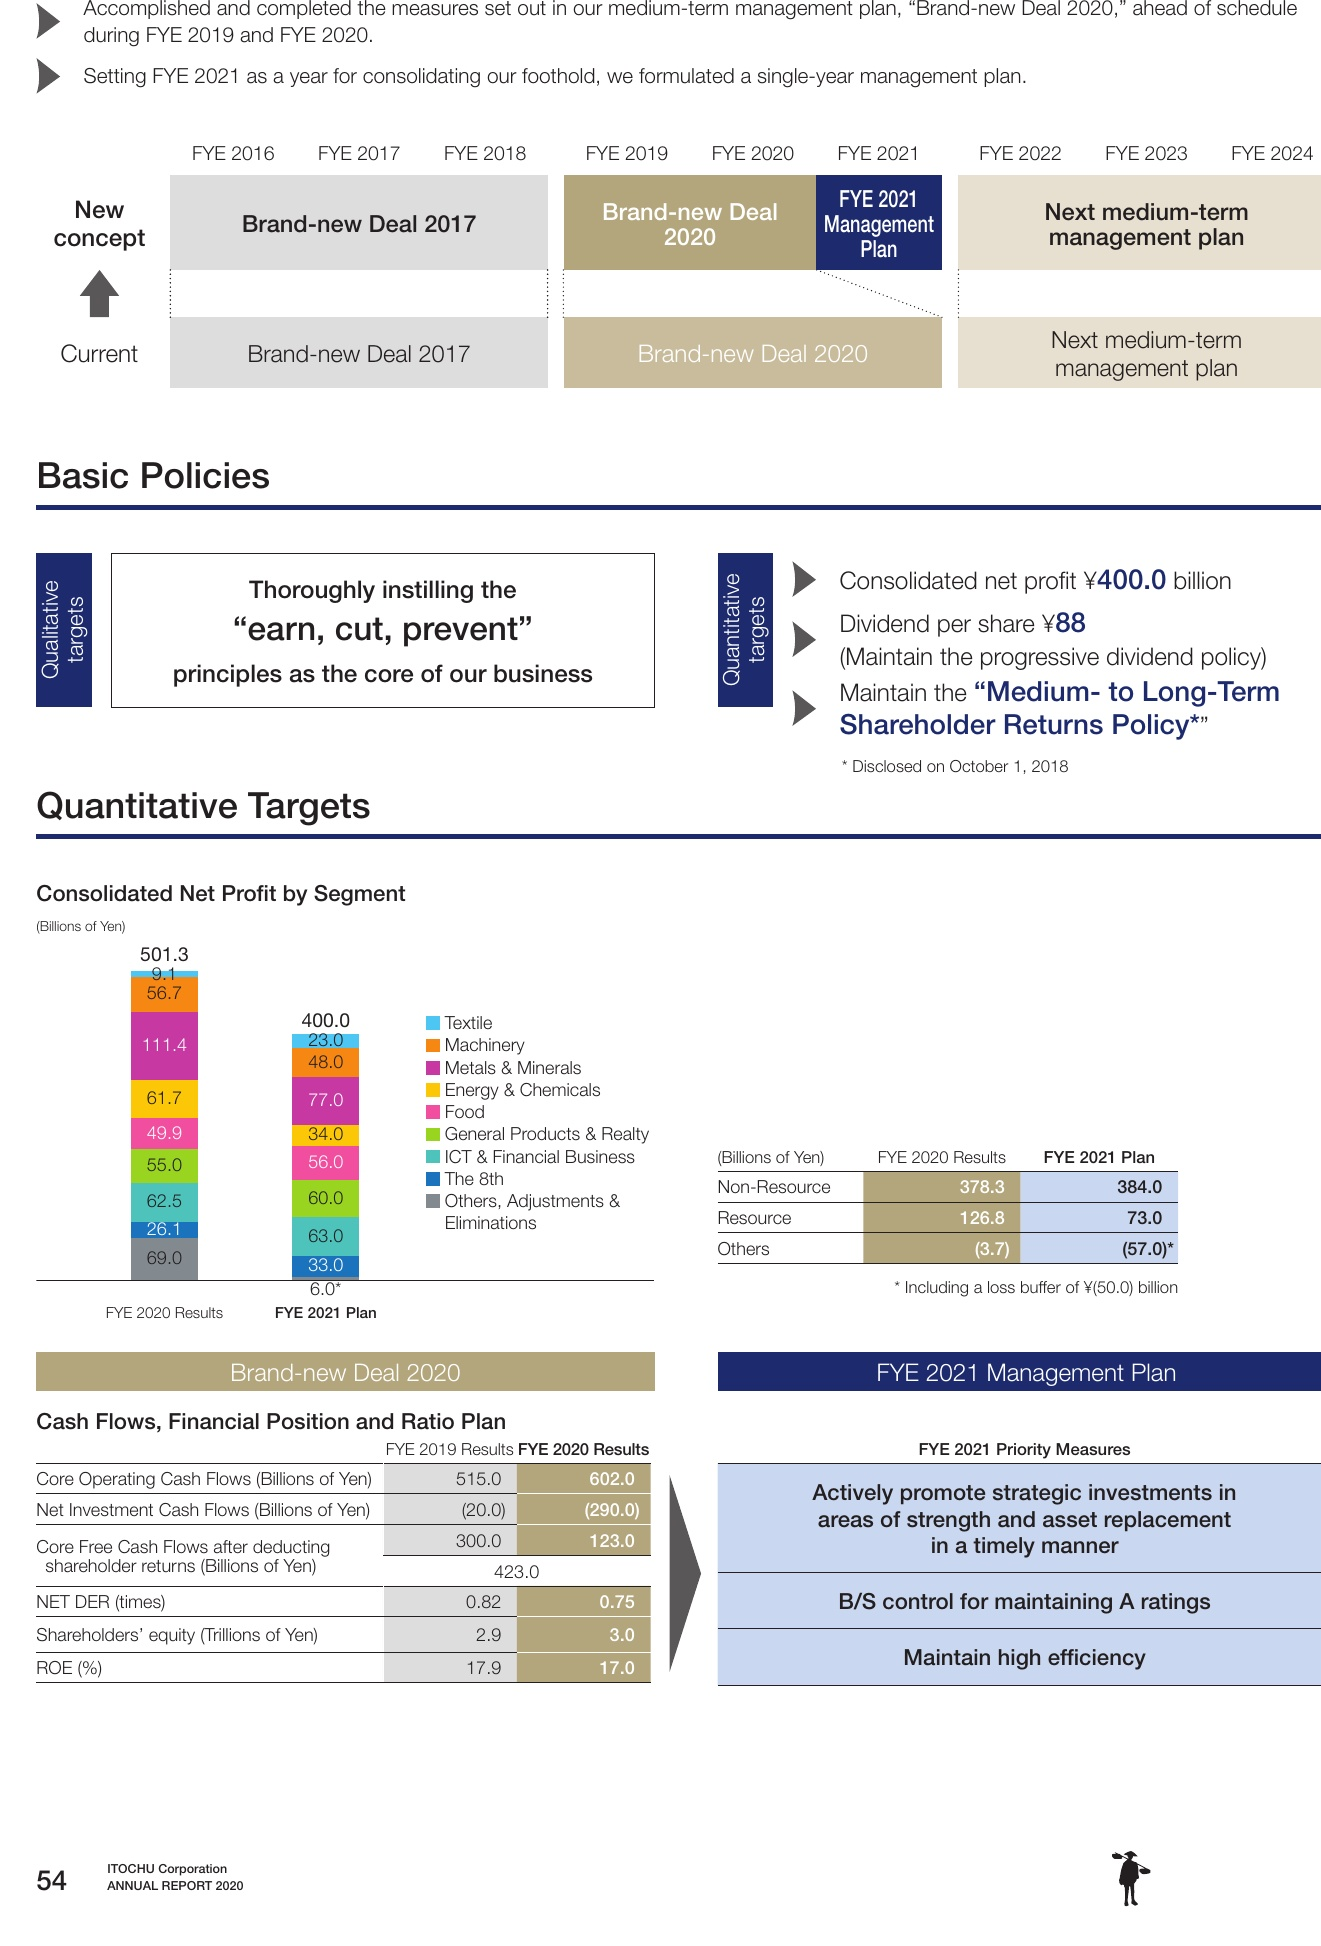 Accomplished and completed the measures set out in our medium-term management plan, “Brand-new Deal 2020,” ahead of schedule
during FYE 2019 and FYE 2020.
Setting FYE 2021 as a year for consolidating our foothold, we formulated a single-year management plan.
FYE 2016 FYE 2017 FYE 2018 FYE 2019 FYE 2020 FYE 2021 FYE 2022 FYE 2023 FYE 2024
New
concept
Brand-new Deal 2017
Brand-new Deal
2020
FYE 2021
Management
Plan
Next medium-term
management plan
Current
Brand-new Deal 2017
Brand-new Deal 2020
Next medium-term
management plan
Basic Policies
Qualitative
targets
Thoroughly instilling the
“earn, cut, prevent”
principles as the core of our business
Quantitative
targets
Consolidated net profit ¥400.0 billion
Dividend per share ¥88
(Maintain the progressive dividend policy)
Maintain the “Medium- to Long-Term
Shareholder Returns Policy*”
* Disclosed on October 1, 2018
Quantitative Targets
Consolidated Net Profit by Segment
(Billions of Yen)
501.3
9.1
56.7
111.4
61.7
49.9
55.0
62.5
26.1
69.0
FYE 2020 Results
400.0
23.0
48.0
77.0
34.0
56.0
60.0
63.0
33.0
6.0*
FYE 2021 Plan
Textile
Machinery
Metals & Minerals
Energy & Chemicals
Food
General Products & Realty
ICT & Financial Business
The 8th
Others, Adjustments &
Eliminations
(Billions of Yen) FYE 2020 Results FYE 2021 Plan
Non-Resource 378.3 384.0
Resource 126.8 73.0
Others (3.7) (57.0)*
* Including a loss buffer of ¥(50.0) billion
Brand-new Deal 2020
Cash Flows, Financial Position and Ratio Plan
FYE 2019 Results FYE 2020 Results
Core Operating Cash Flows (Billions of Yen) 515.0 602.0
Net Investment Cash Flows (Billions of Yen) (20.0) (290.0)
Core Free Cash Flows after deducting
shareholder returns (Billions of Yen)
300.0 123.0
423.0
NET DER (times) 0.82 0.75
Shareholders’ equity (Trillions of Yen) 2.9 3.0
ROE (%) 17.9 17.0
FYE 2021 Management Plan
FYE 2021 Priority Measures
Actively promote strategic investments in
areas of strength and asset replacement
in a timely manner
B/S control for maintaining A ratings
Maintain high efficiency
54
ITOCHU Corporation
ANNUAL REPORT 2020